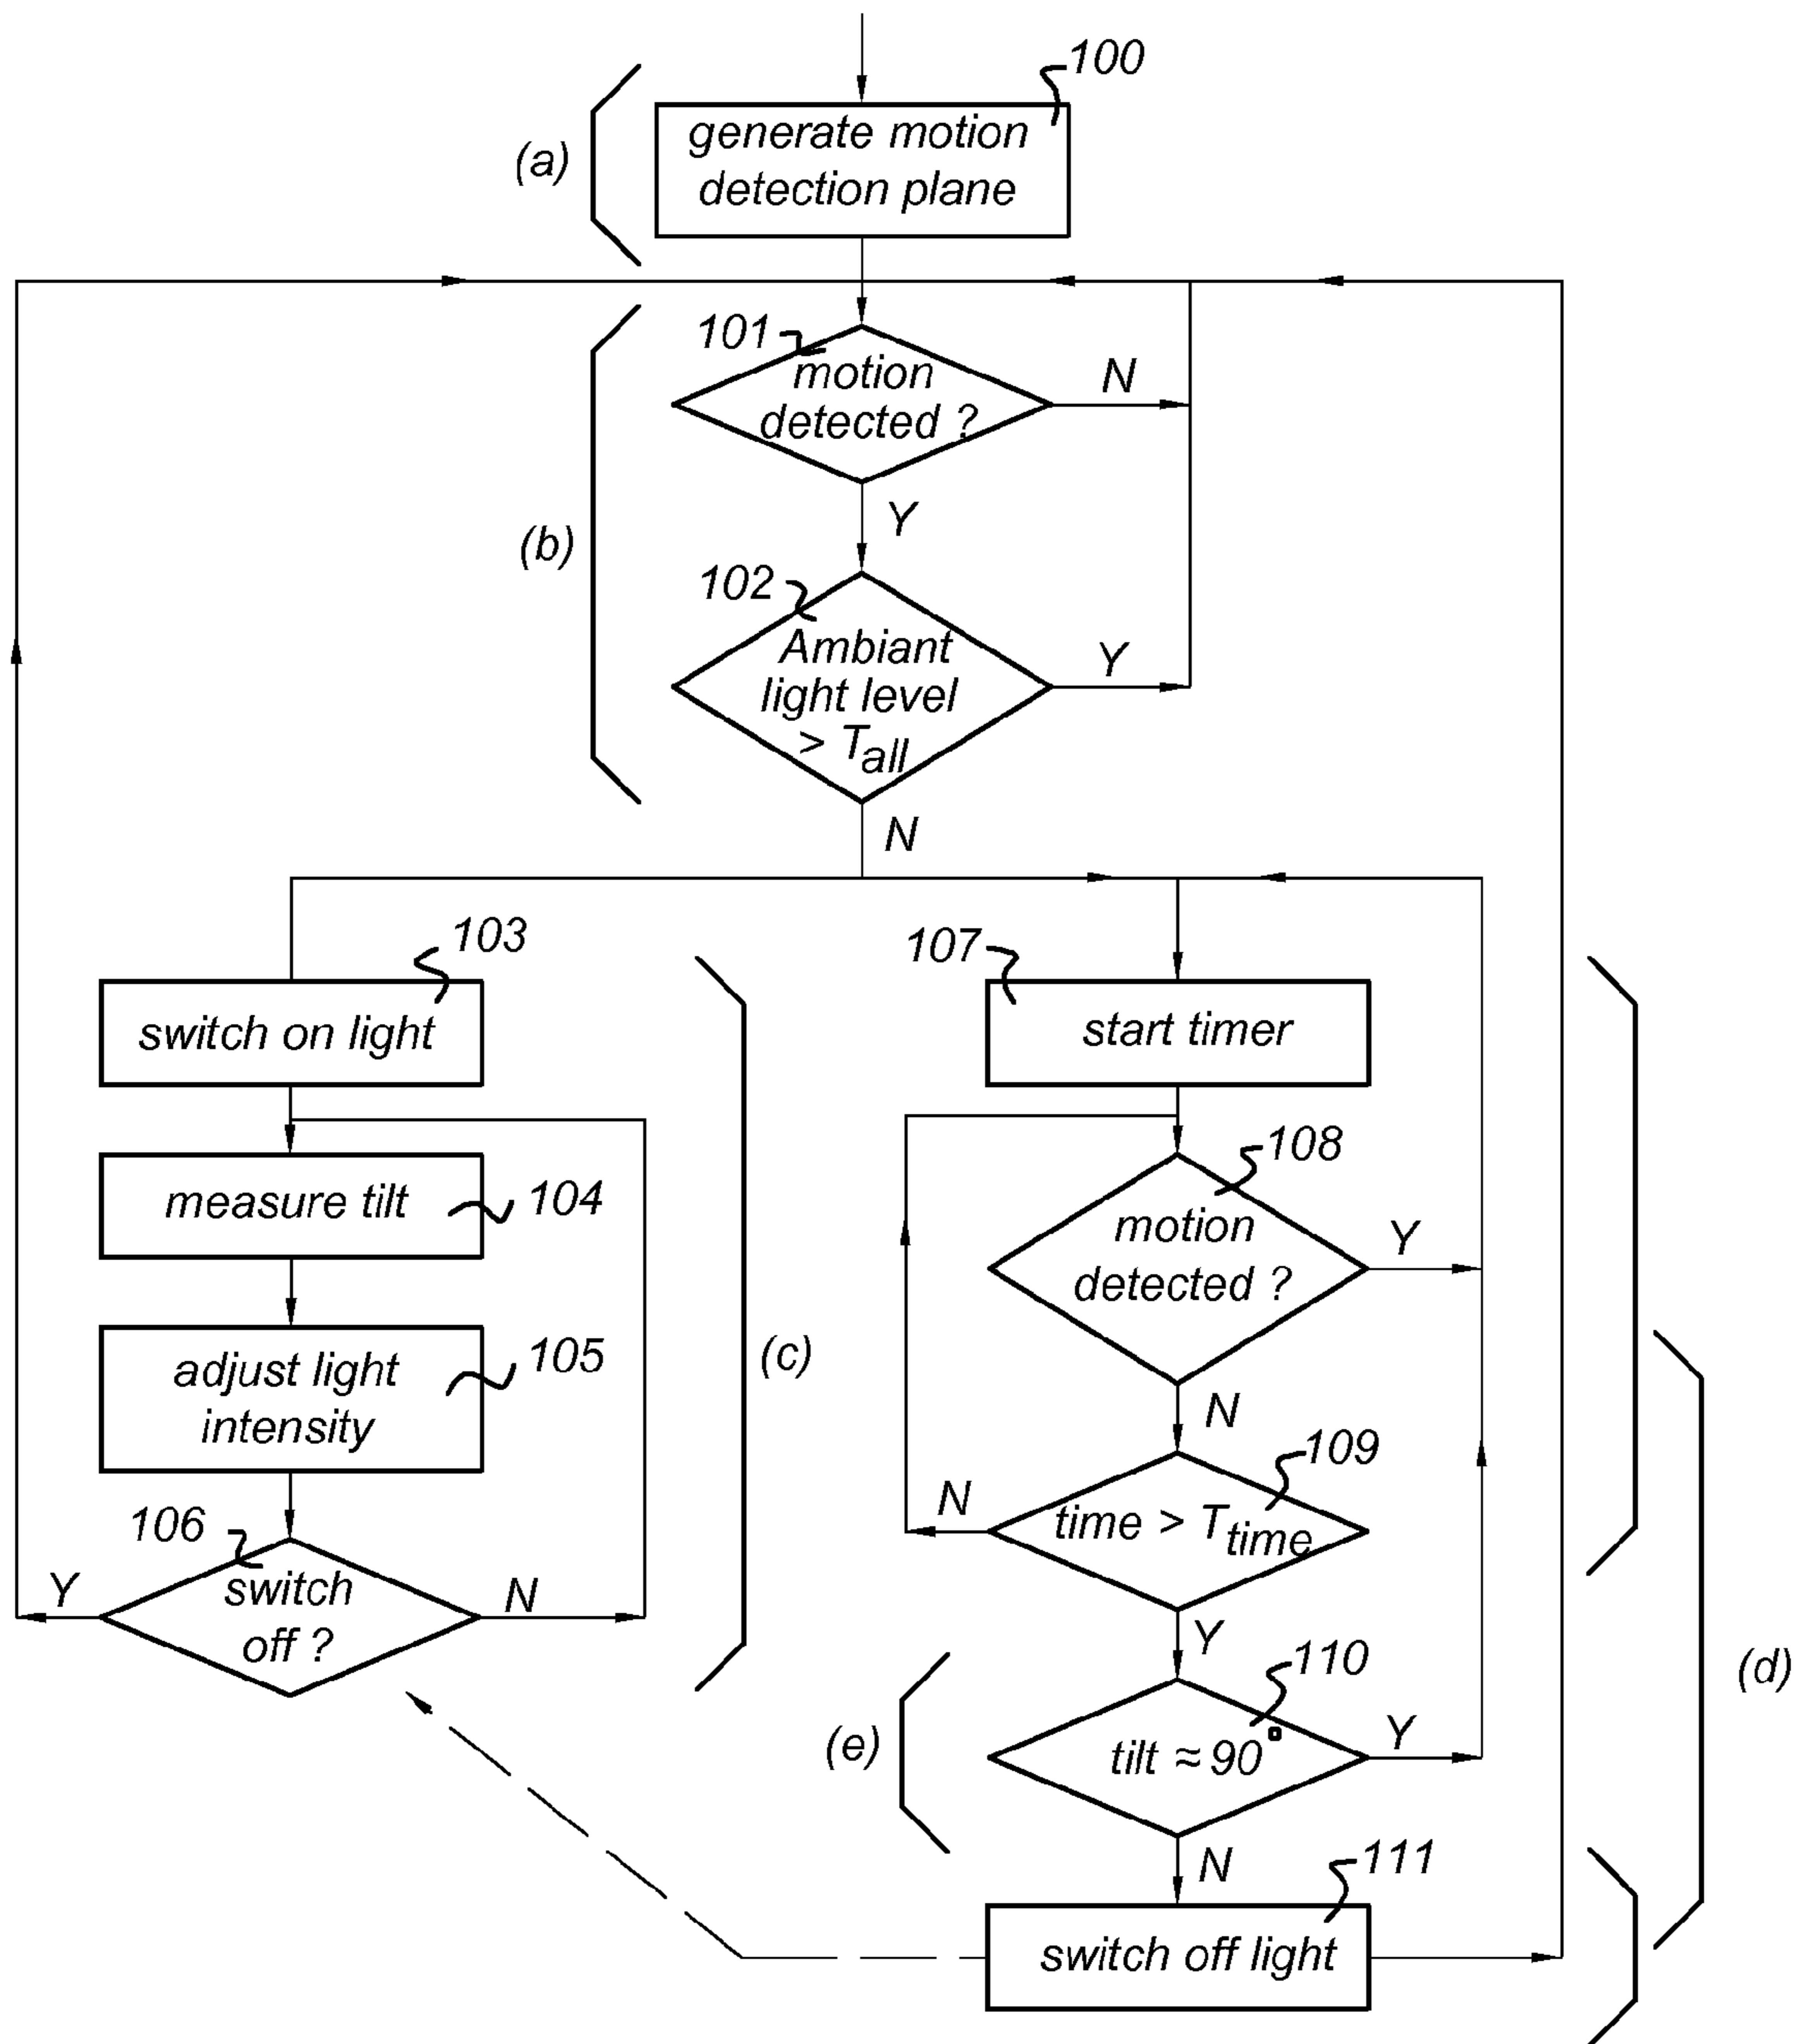 100
generate motion
detection plane
(a)
101
motion
detected ?
N
Y
(b)
102
Ambiant
light level
> Tall
Y
N
103
switch on light
107
start timer
104
measure tilt
108
motion
detected ?
Y
N
105
adjust light
intensity
(c)
109
time > Ttime
N
Y
106
switch
off ?
Y
N
(d)
110
tilt ≈ 90°
Y
N
(e)
111
switch off light